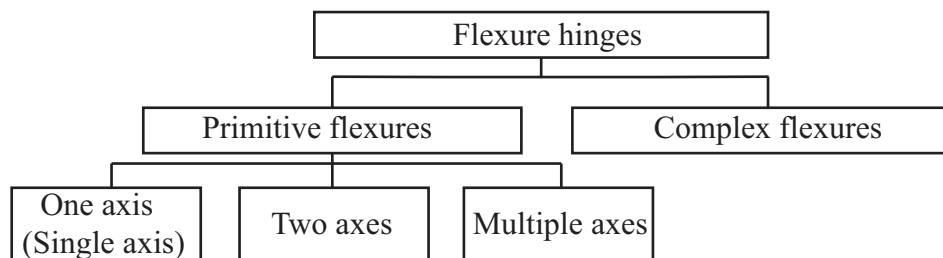 Flexure hinges
Primitive flexures
Complex flexures
One axis
(Single axis)
Two axes
Multiple axes